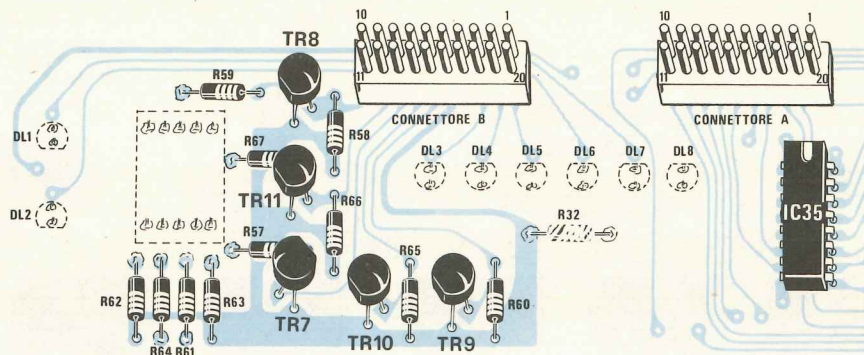 10 1
10 1
TR8
R59
11 20
11 20
CONNETTORE B
CONNETTORE A
DL1
R67
R58
DL3 DL4 DL5 DL6 DL7 DL8
TR11
R66
IC35
DL2
R57
R32
R65
R62
R63
R60
TR7
TR10
TR9
R64 R61